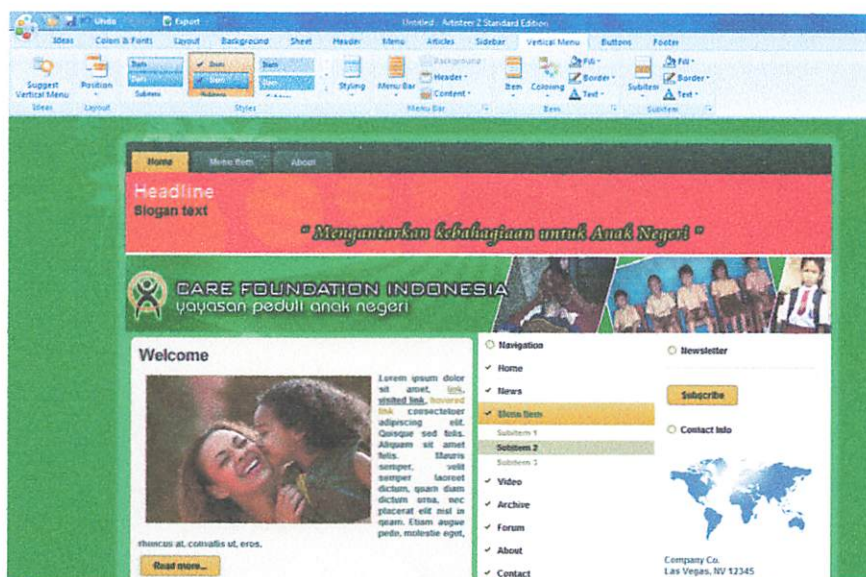 Undo
Export
Untitled - Artisteer 2 Standard Edition
Ideas Colors & Fonts Layout Background Sheet Header Menu Articles Sidebar Vertical Menu Buttons Footer
Suggest Vertical Menu
Position
Item
Item
Item
Subitem
Styling
Menu Bar
Background
Header
Content
Item
Coloring
Fill
Border
Text
Subitem
Fill
Border
Text
Ideas Layout Styles Menu Bar Item Subitem
Home Menu Item About
Headline
Slogan text
" Mengantarkan kebahagiaan untuk Anak Negeri "
CARE FOUNDATION INDONESIA
yayasan peduli anak negeri
Welcome
Lorem ipsum dolor
sit amet, link,
visited link, hovered
link consectetuer
adipiscing elit.
Quisque sed felis.
Aliquam sit amet
felis. Mauris
semper, velit
semper laoreet
dictum, quam diam
dictum urna, nec
placerat elit nisl in
quam. Etiam augue
pede, molestie eget,
rhoncus at, convallis ut, eros.
Read more...
Navigation
Home
News
Menu Item
Subitem 1
Subitem 2
Subitem 3
Video
Archive
Forum
About
Contact
Newsletter
Subscribe
Contact Info
Company Co.
Las Vegas, NV 12345